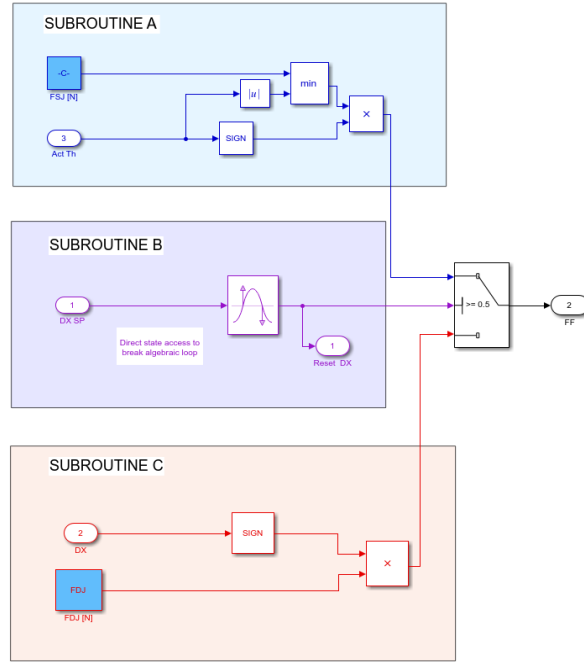 SUBROUTINE A
-C-
FSJ [N]
min
|u|
×
3
SIGN
Act Th
SUBROUTINE B
1
DX SP
>= 0.5
2
FF
Direct state access to
break algebraic loop
1
Reset DX
SUBROUTINE C
2
DX
SIGN
×
FDJ
FDJ [N]